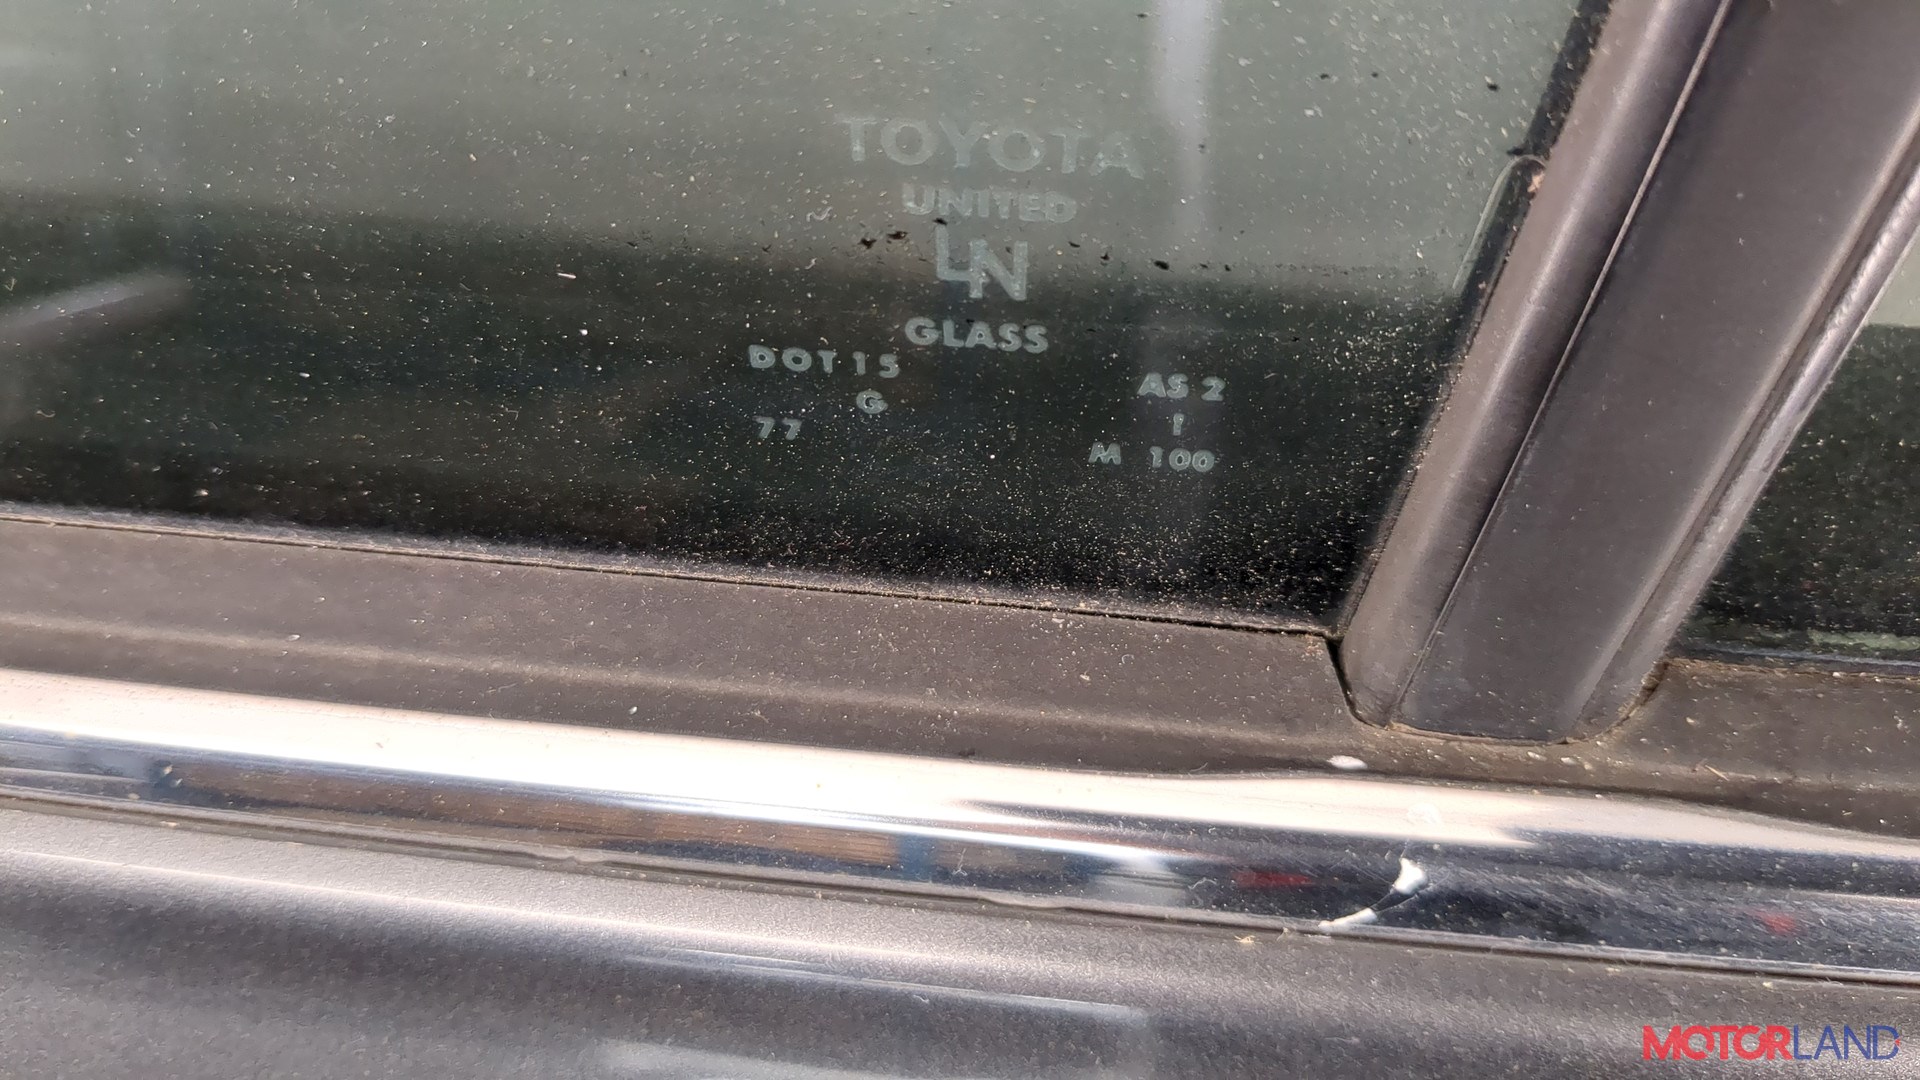 TOYOTA
UNITED
LN
GLASS
DOT 15
G
77
AS 2
M 100
MOTORLAND